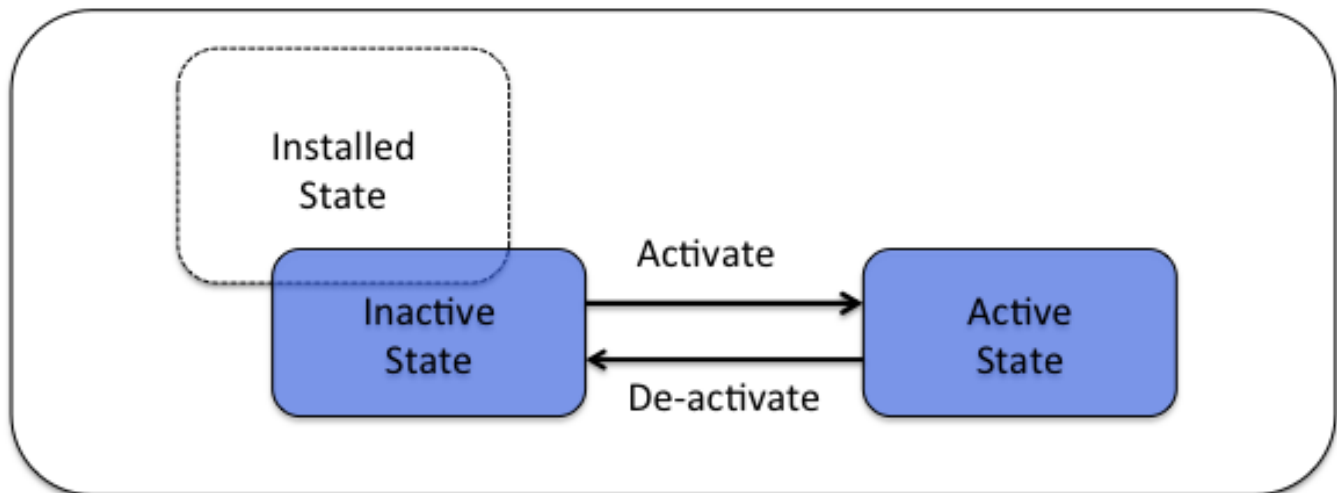 Installed
State
Activate
Inactive
State
Active
State
De-activate